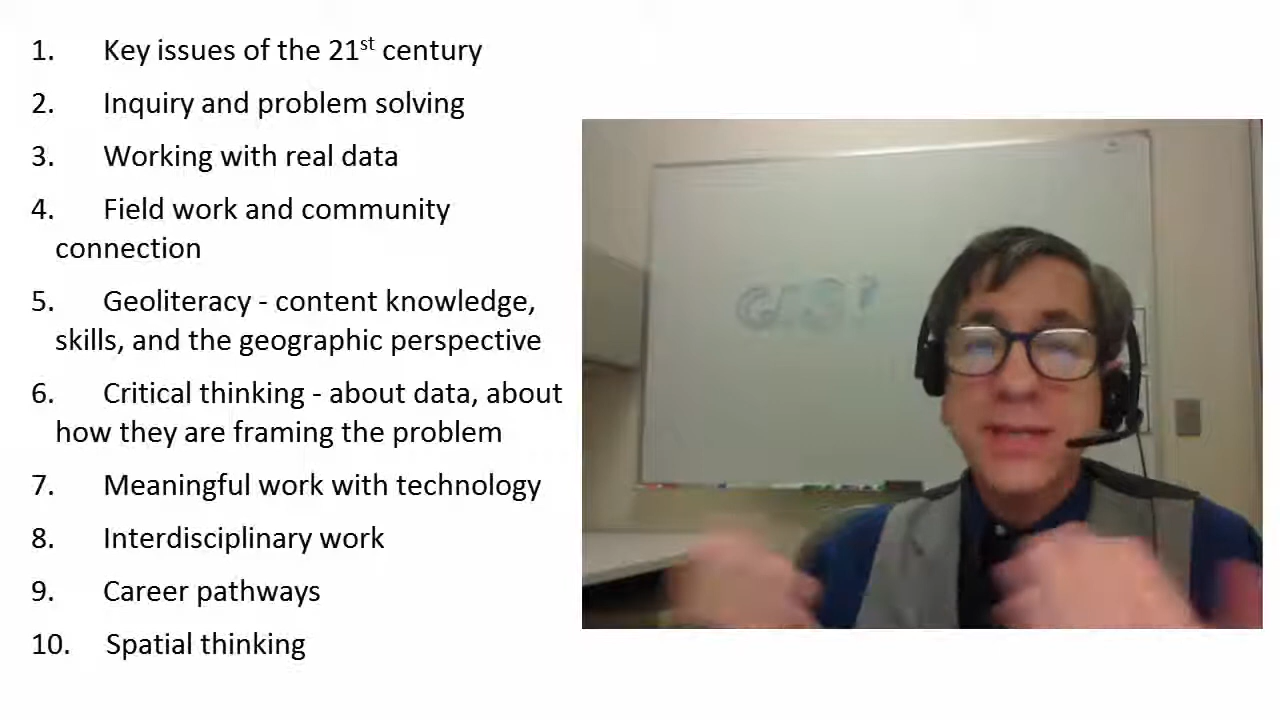 1. Key issues of the 21st century
2. Inquiry and problem solving
3. Working with real data
4. Field work and community
connection
5. Geoliteracy - content knowledge,
skills, and the geographic perspective
6. Critical thinking - about data, about
how they are framing the problem
7. Meaningful work with technology
8. Interdisciplinary work
9. Career pathways
10. Spatial thinking
GIS!